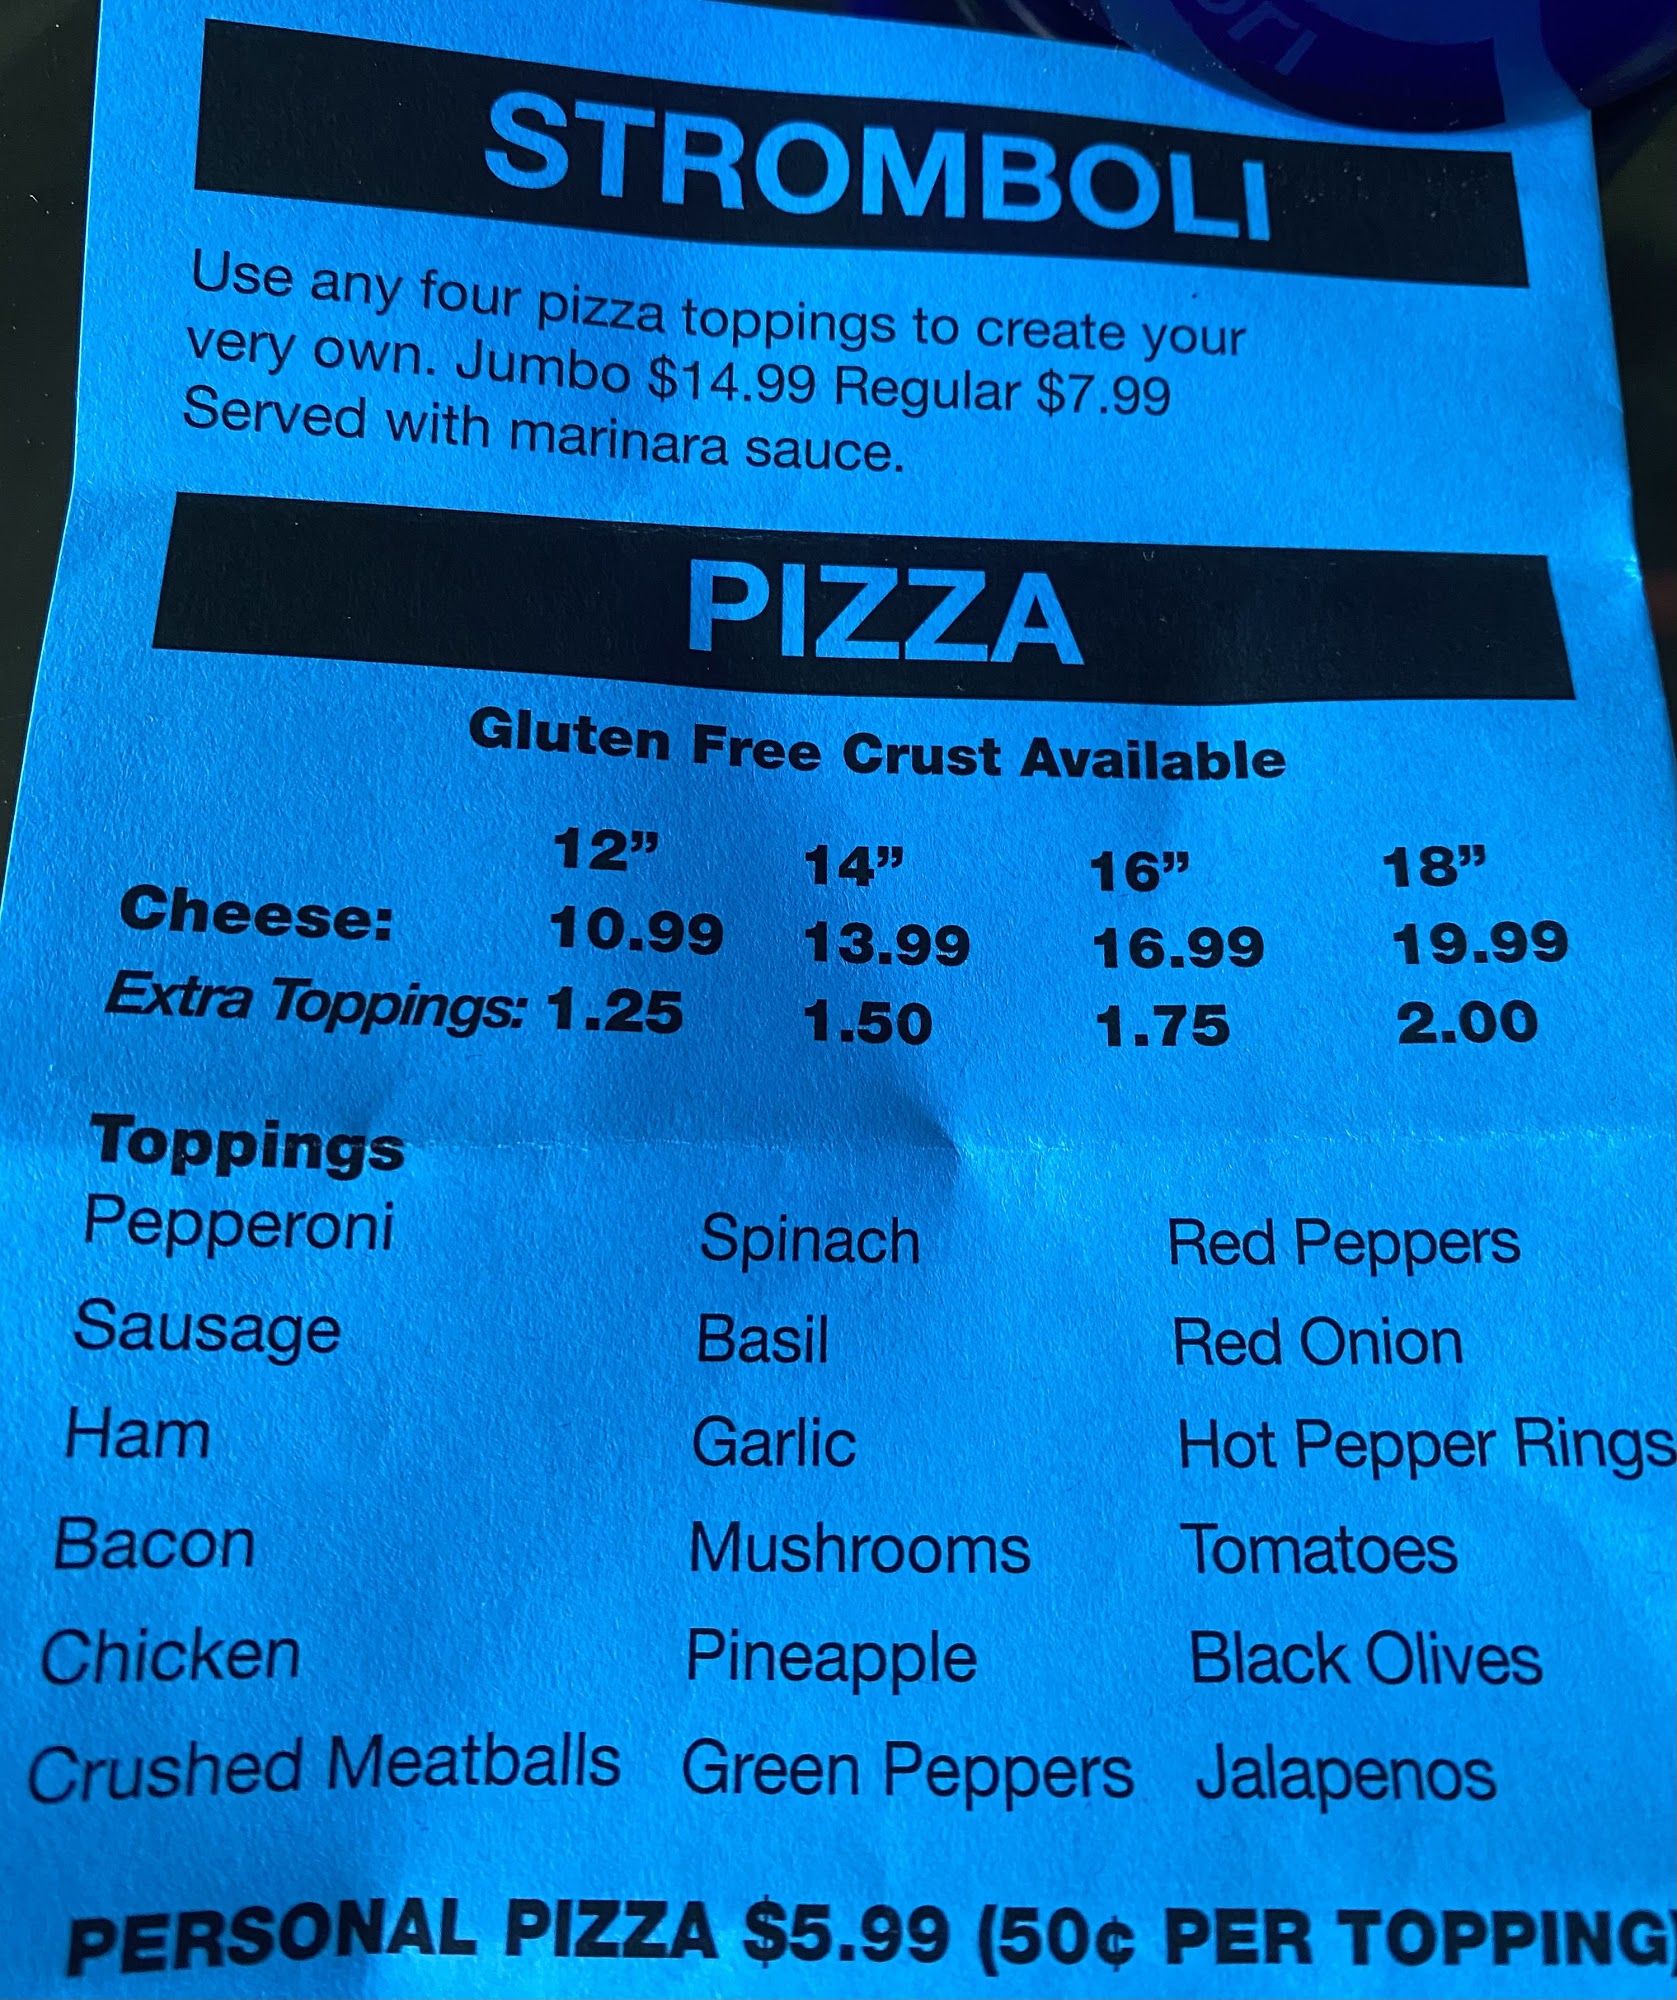 STROMBOLI
Use any four pizza toppings to create your
very own. Jumbo $14.99 Regular $7.99
Served with marinara sauce.
PIZZA
Gluten Free Crust Available
12” 14” 16” 18”
Cheese: 10.99 13.99 16.99 19.99
Extra Toppings: 1.25 1.50 1.75 2.00
Toppings
Pepperoni Spinach Red Peppers
Sausage Basil Red Onion
Ham Garlic Hot Pepper Rings
Bacon Mushrooms Tomatoes
Chicken Pineapple Black Olives
Crushed Meatballs Green Peppers Jalapenos
PERSONAL PIZZA $5.99 (50¢ PER TOPPING)